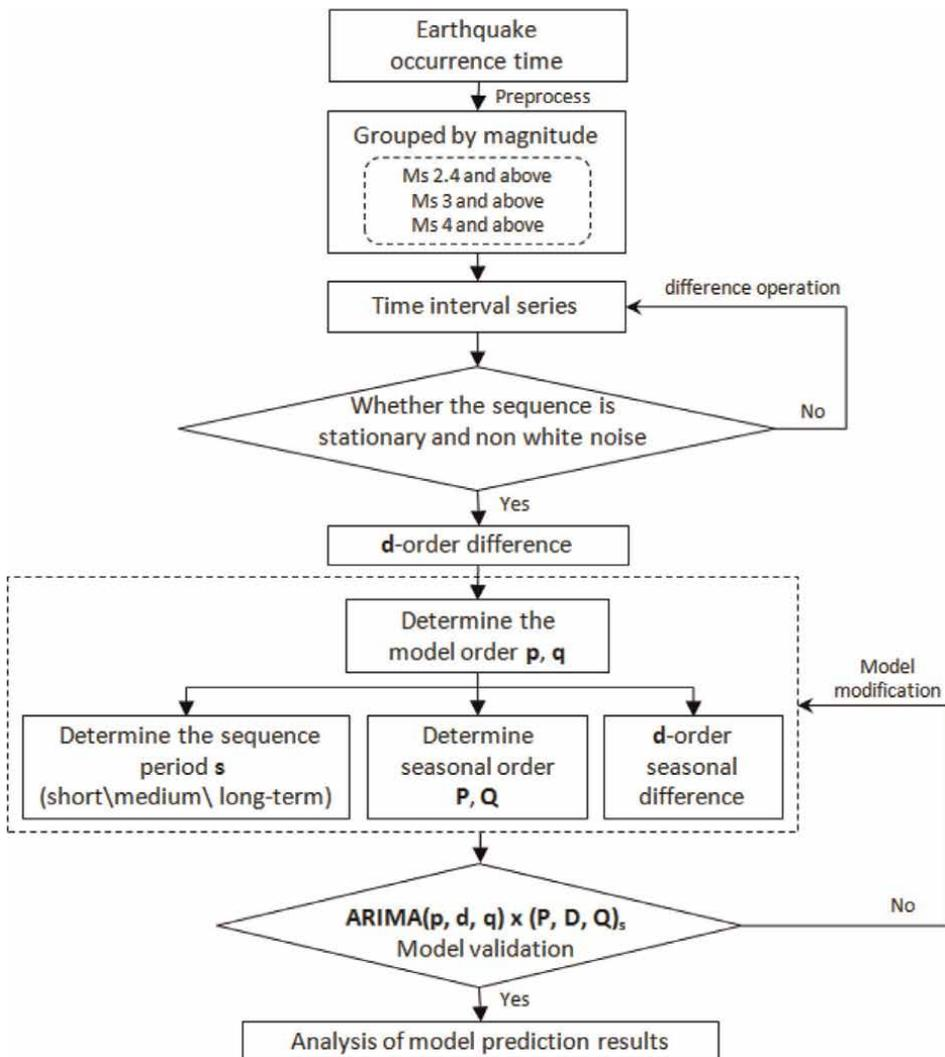 Earthquake
occurrence time
Preprocess
Grouped by magnitude
Ms 2.4 and above
Ms 3 and above
Ms 4 and above
difference operation
Time interval series
Whether the sequence is
stationary and non white noise
No
Yes
d-order difference
Determine the
model order p, q
Model
modification
Determine the sequence
period s
(short\medium\ long-term)
Determine
seasonal order
P, Q
d-order
seasonal
difference
ARIMA(p, d, q) x (P, D, Q)s
Model validation
No
Yes
Analysis of model prediction results